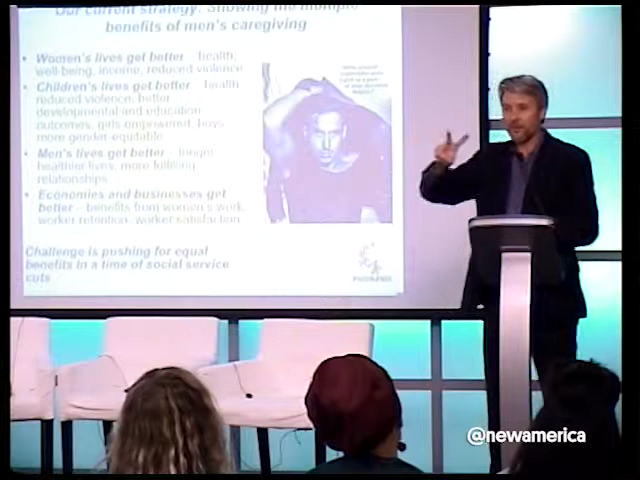 Our current strategy: Showing the multiple
benefits of men's caregiving
• Women's lives get better – health,
well-being, income, reduced violence
• Children's lives get better – health,
reduced violence, better
developmental and education
outcomes, girls empowered, boys
more gender-equitable
• Men's lives get better – longer,
healthier lives, more fulfilling
relationships
• Economies and businesses get
better – benefits from women's work,
worker retention, worker satisfaction
Challenge is pushing for equal
benefits in a time of social service
cuts
@newamerica